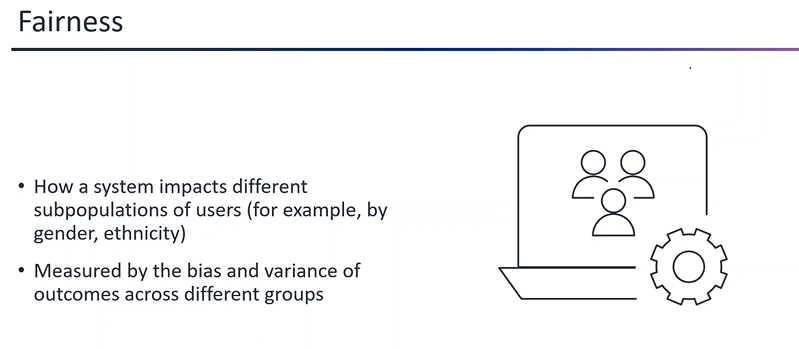 Fairness
• How a system impacts different
subpopulations of users (for example, by
gender, ethnicity)
• Measured by the bias and variance of
outcomes across different groups